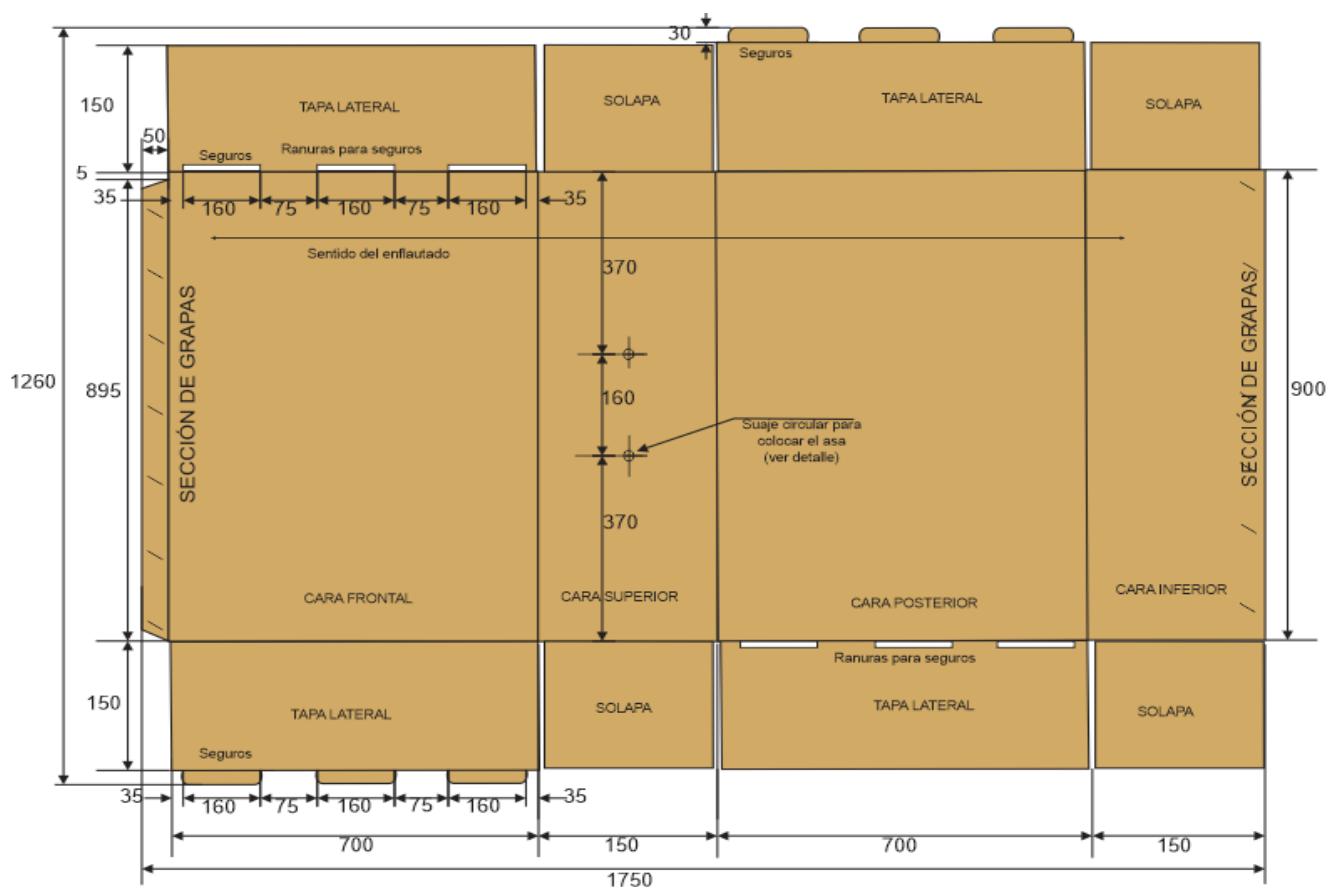 30
Seguros
150
TAPA LATERAL
SOLAPA
TAPA LATERAL
SOLAPA
50
Seguros
Ranuras para seguros
5
35
160
75
160
75
160
35
Sentido del enflautado
370
SECCIÓN DE GRAPAS
SECCIÓN DE GRAPAS
1260
895
160
900
Suaje circular para
colocar el asa
(ver detalle)
370
CARA FRONTAL
CARA SUPERIOR
CARA POSTERIOR
CARA INFERIOR
Ranuras para seguros
150
TAPA LATERAL
SOLAPA
TAPA LATERAL
SOLAPA
Seguros
35
160
75
160
75
160
35
700
150
700
150
1750